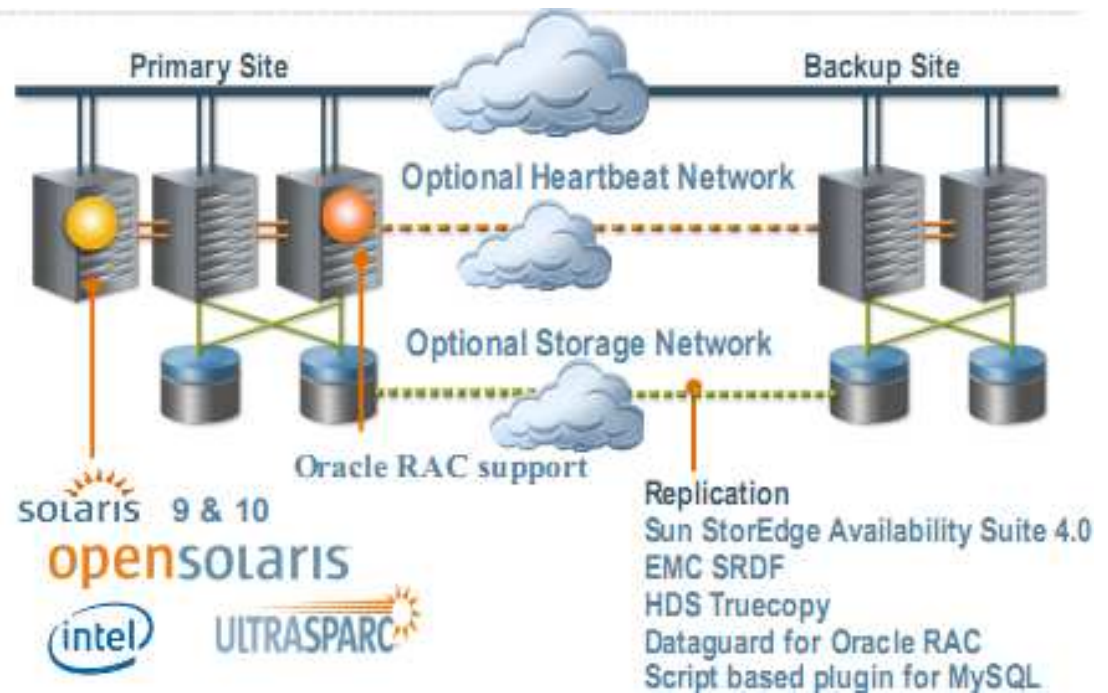 Primary Site
Backup Site
Optional Heartbeat Network
Optional Storage Network
Oracle RAC support
solaris 9 & 10
opensolaris
intel
ULTRASPARC
Replication
Sun StorEdge Availability Suite 4.0
EMC SRDF
HDS Truecopy
Dataguard for Oracle RAC
Script based plugin for MySQL